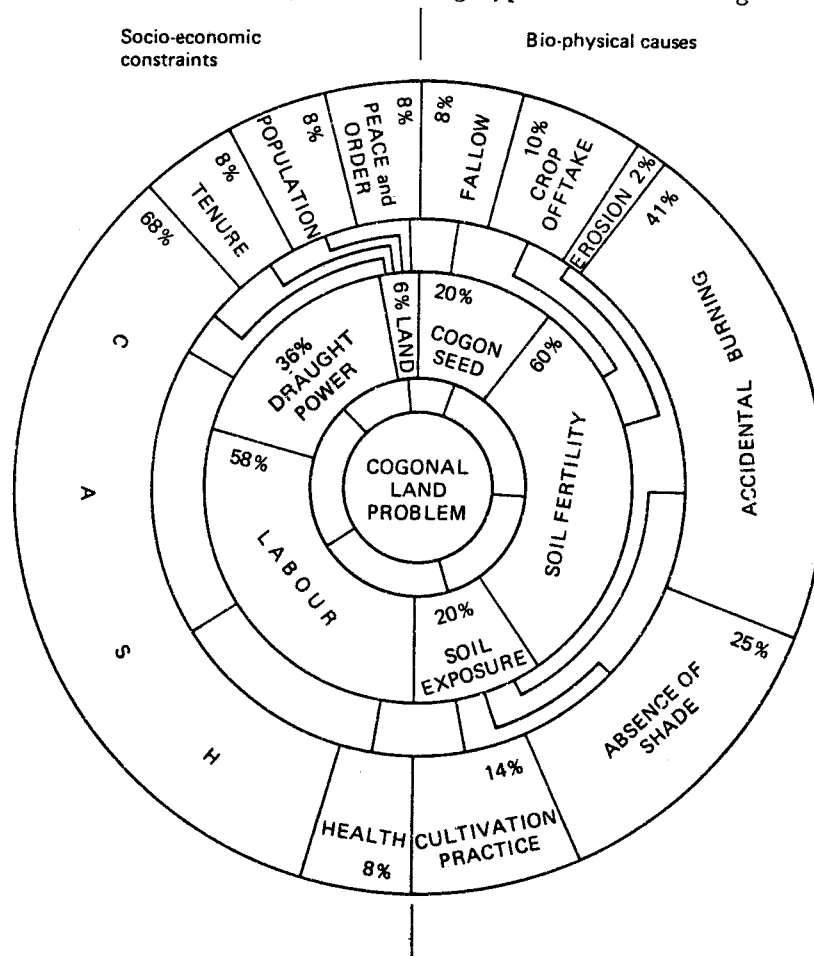 Socio-economic
constraints
Bio-physical causes
8%
PEACE and
ORDER
8%
POPULATION
8%
TENURE
68%
C
A
S
H
8%
FALLOW
10%
CROP
OFFTAKE
EROSION 2%
41%
ACCIDENTAL BURNING
25%
ABSENCE OF
SHADE
14%
CULTIVATION
PRACTICE
HEALTH
8%
6% LAND
36%
DRAUGHT
POWER
58%
LABOUR
20%
COGON
SEED
60%
SOIL FERTILITY
20%
SOIL
EXPOSURE
COGONAL
LAND
PROBLEM